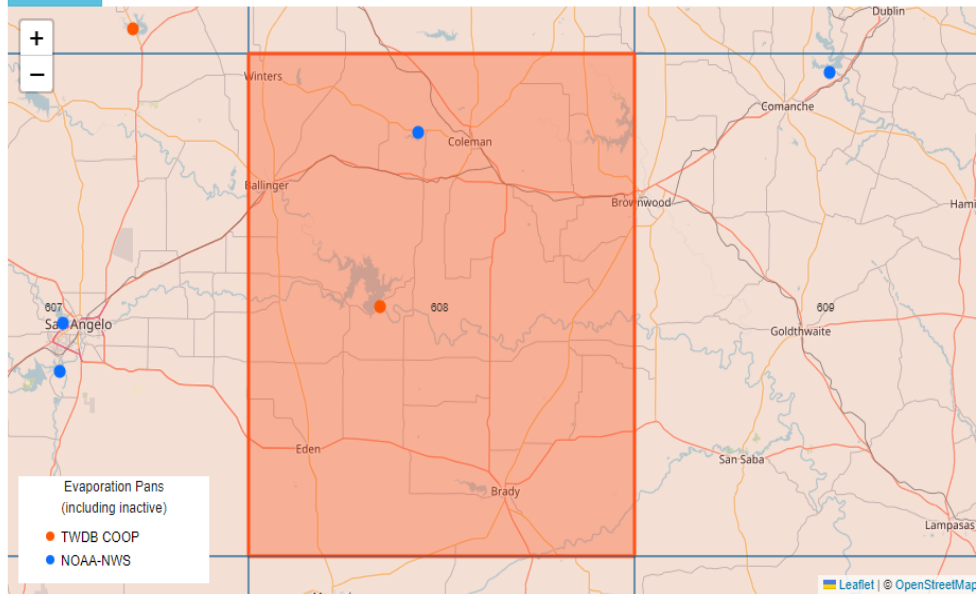 +
−
Dublin
Winters
Comanche
Coleman
Ballinger
Brownwood
607
608
609
San Angelo
Goldthwaite
Eden
San Saba
Brady
Lampasas
Evaporation Pans
(including inactive)
TWDB COOP
NOAA-NWS
Leaflet | © OpenStreetMap